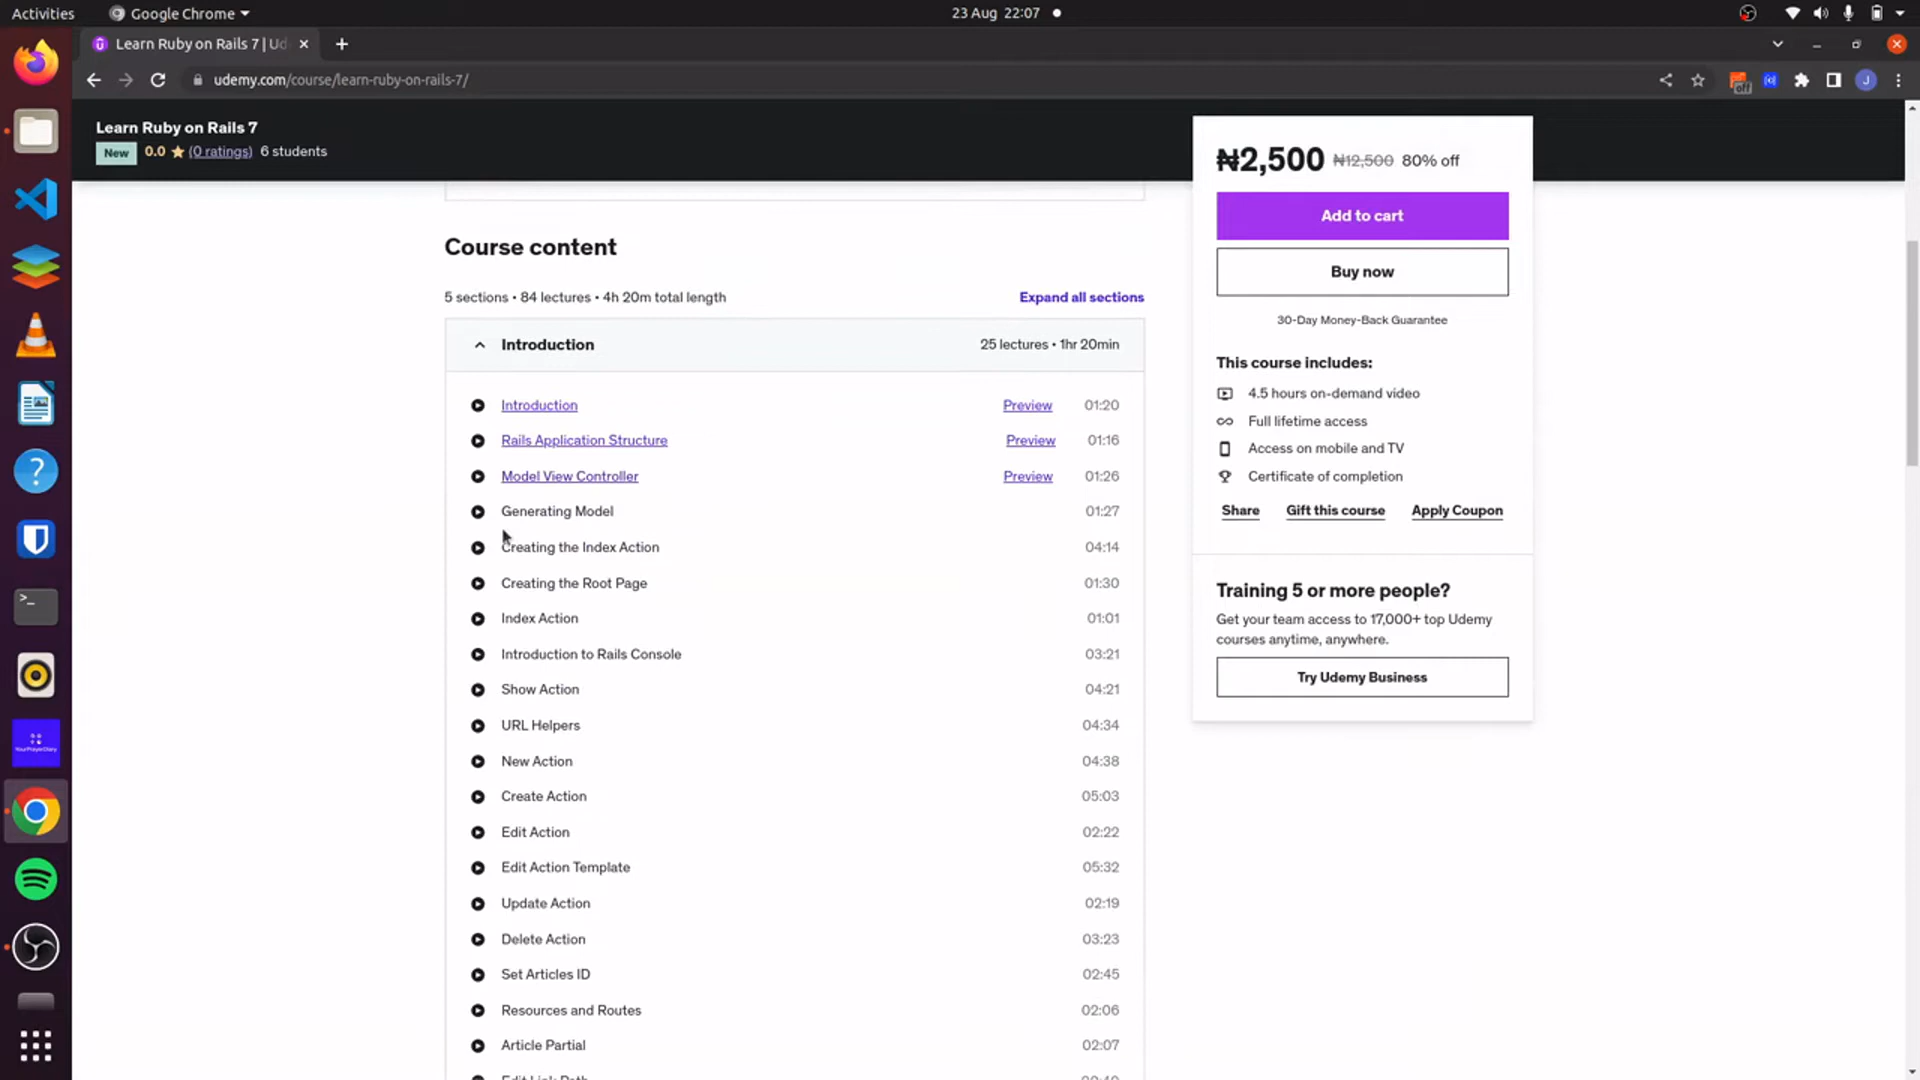 Activities
Google Chrome
23 Aug 22:07
Learn Ruby on Rails 7 | Ud
udemy.com/course/learn-ruby-on-rails-7/
off
J
Learn Ruby on Rails 7
New 0.0 (0 ratings) 6 students
₦2,500 ₦12,500 80% off
Add to cart
Buy now
30-Day Money-Back Guarantee
This course includes:
4.5 hours on-demand video
Full lifetime access
Access on mobile and TV
Certificate of completion
Share Gift this course Apply Coupon
Training 5 or more people?
Get your team access to 17,000+ top Udemy
courses anytime, anywhere.
Try Udemy Business
Course content
5 sections • 84 lectures • 4h 20m total length Expand all sections
Introduction 25 lectures • 1hr 20min
Introduction Preview 01:20
Rails Application Structure Preview 01:16
Model View Controller Preview 01:26
Generating Model 01:27
Creating the Index Action 04:14
Creating the Root Page 01:30
Index Action 01:01
Introduction to Rails Console 03:21
Show Action 04:21
URL Helpers 04:34
New Action 04:38
Create Action 05:03
Edit Action 02:22
Edit Action Template 05:32
Update Action 02:19
Delete Action 03:23
Set Articles ID 02:45
Resources and Routes 02:06
Article Partial 02:07
Edit Link Path
YourPrayerDiary